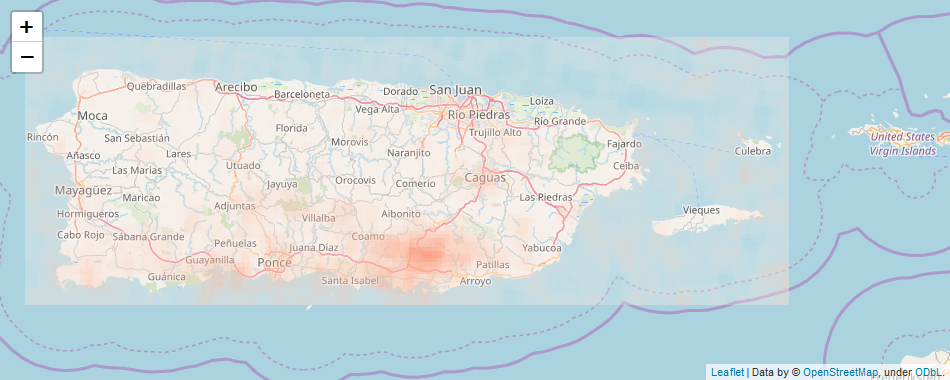 +
−
Quebradillas
Arecibo
Barceloneta
Dorado
San Juan
Loiza
Moca
Vega Alta
Río Piedras
Río Grande
Rincón
San Sebastián
Florida
Morovis
Trujillo Alto
Fajardo
United States
Virgin Islands
Culebra
Añasco
Lares
Naranjito
Las Marías
Utuado
Ceiba
Mayagüez
Jayuya
Orocovis
Comerío
Caguas
Maricao
Las Piedras
Hormigueros
Adjuntas
Villalba
Aibonito
Vieques
Cabo Rojo
Sábana Grande
Peñuelas
Juana Díaz
Coamo
Yabucoa
Guayanilla
Ponce
Patillas
Guánica
Santa Isabel
Arroyo
Leaflet | Data by © OpenStreetMap, under ODbL.